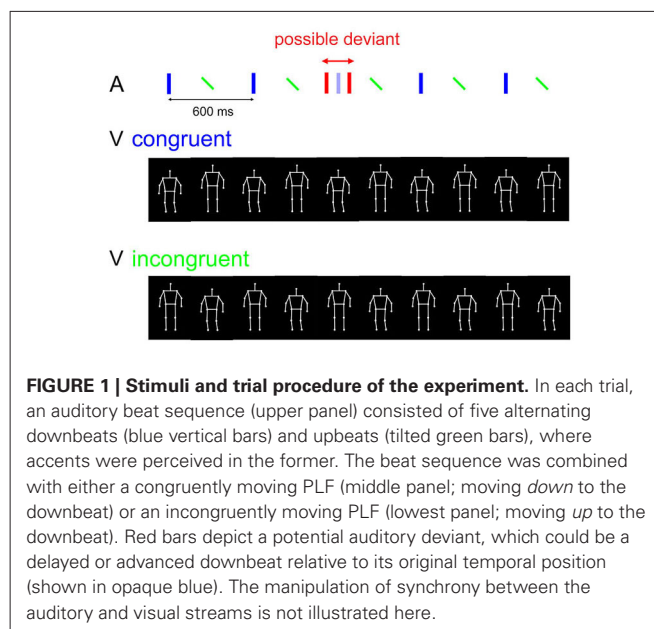 possible deviant
A
600 ms
V congruent
V incongruent
FIGURE 1 | Stimuli and trial procedure of the experiment. In each trial,
an auditory beat sequence (upper panel) consisted of five alternating
downbeats (blue vertical bars) and upbeats (tilted green bars), where
accents were perceived in the former. The beat sequence was combined
with either a congruently moving PLF (middle panel; moving down to the
downbeat) or an incongruently moving PLF (lowest panel; moving up to the
downbeat). Red bars depict a potential auditory deviant, which could be a
delayed or advanced downbeat relative to its original temporal position
(shown in opaque blue). The manipulation of synchrony between the
auditory and visual streams is not illustrated here.